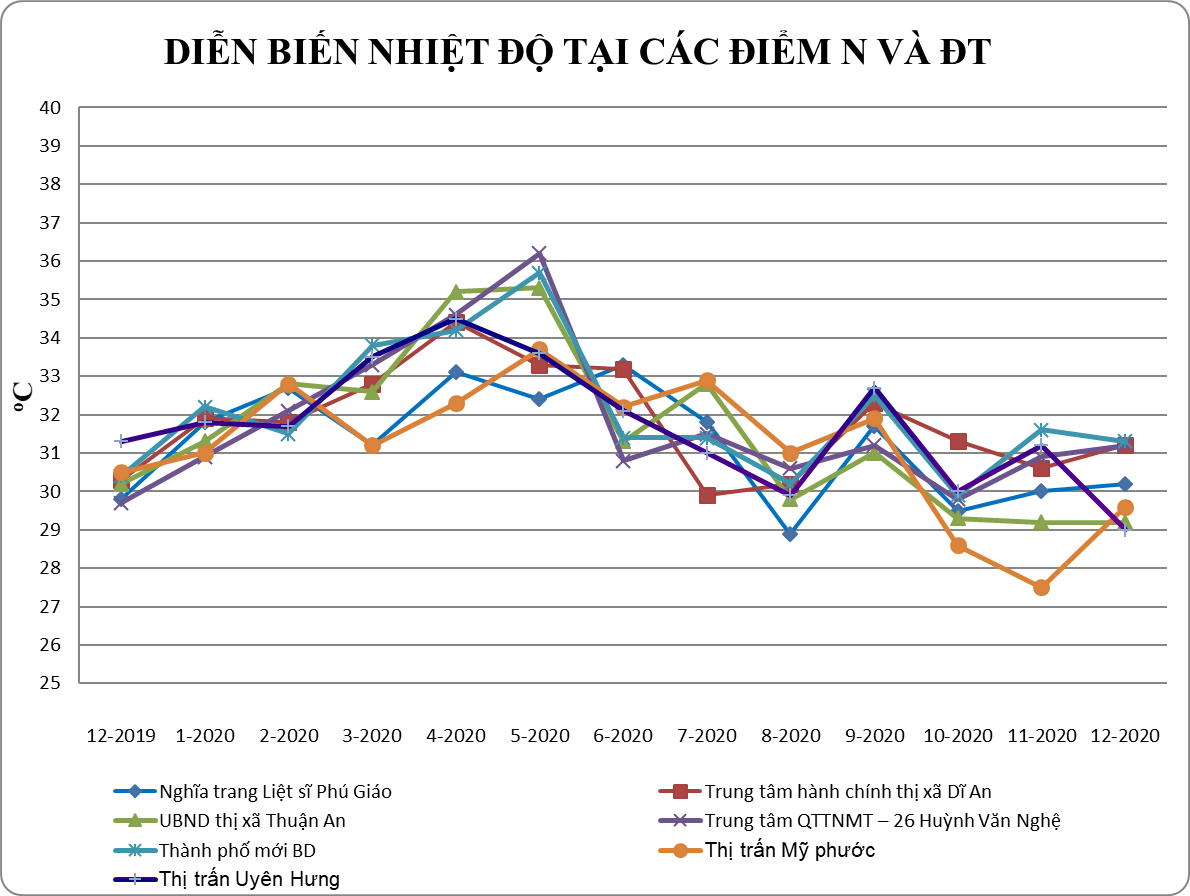 DIỄN BIẾN NHIỆT ĐỘ TẠI CÁC ĐIỂM N VÀ ĐT
40
39
38
37
36
35
34
33
32
31
30
29
28
27
26
25
ºC
12-2019 1-2020 2-2020 3-2020 4-2020 5-2020 6-2020 7-2020 8-2020 9-2020 10-2020 11-2020 12-2020
Nghĩa trang Liệt sĩ Phú Giáo Trung tâm hành chính thị xã Dĩ An
UBND thị xã Thuận An Trung tâm QTTNMT – 26 Huỳnh Văn Nghệ
Thành phố mới BD Thị trấn Mỹ phước
Thị trấn Uyên Hưng